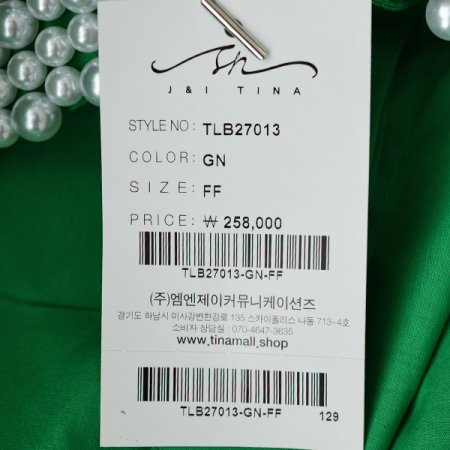 sn
J & I TINA
STYLE NO: TLB27013
COLOR: GN
SIZE: FF
PRICE: ₩ 258,000
TLB27013-GN-FF
(주)엠엔제이커뮤니케이션즈
경기도 하남시 미사강변한강로 135 스카이폴리스 나동 713-4호
소비자 상담실 : 070-4647-3635
www.tinamall.shop
TLB27013-GN-FF 129